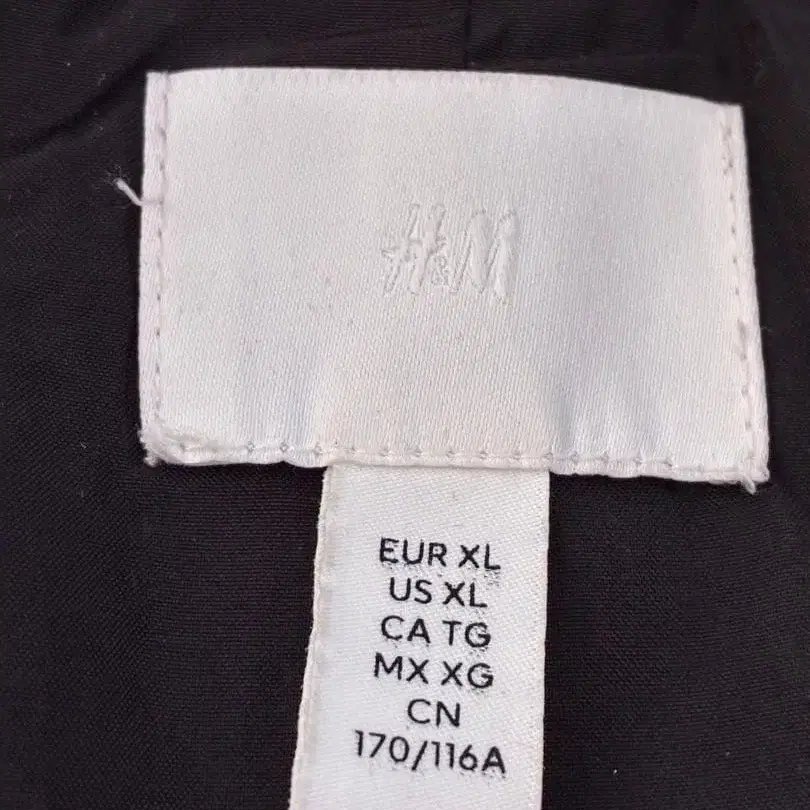 H&M
EUR XL
US XL
CA TG
MX XG
CN
170/116A